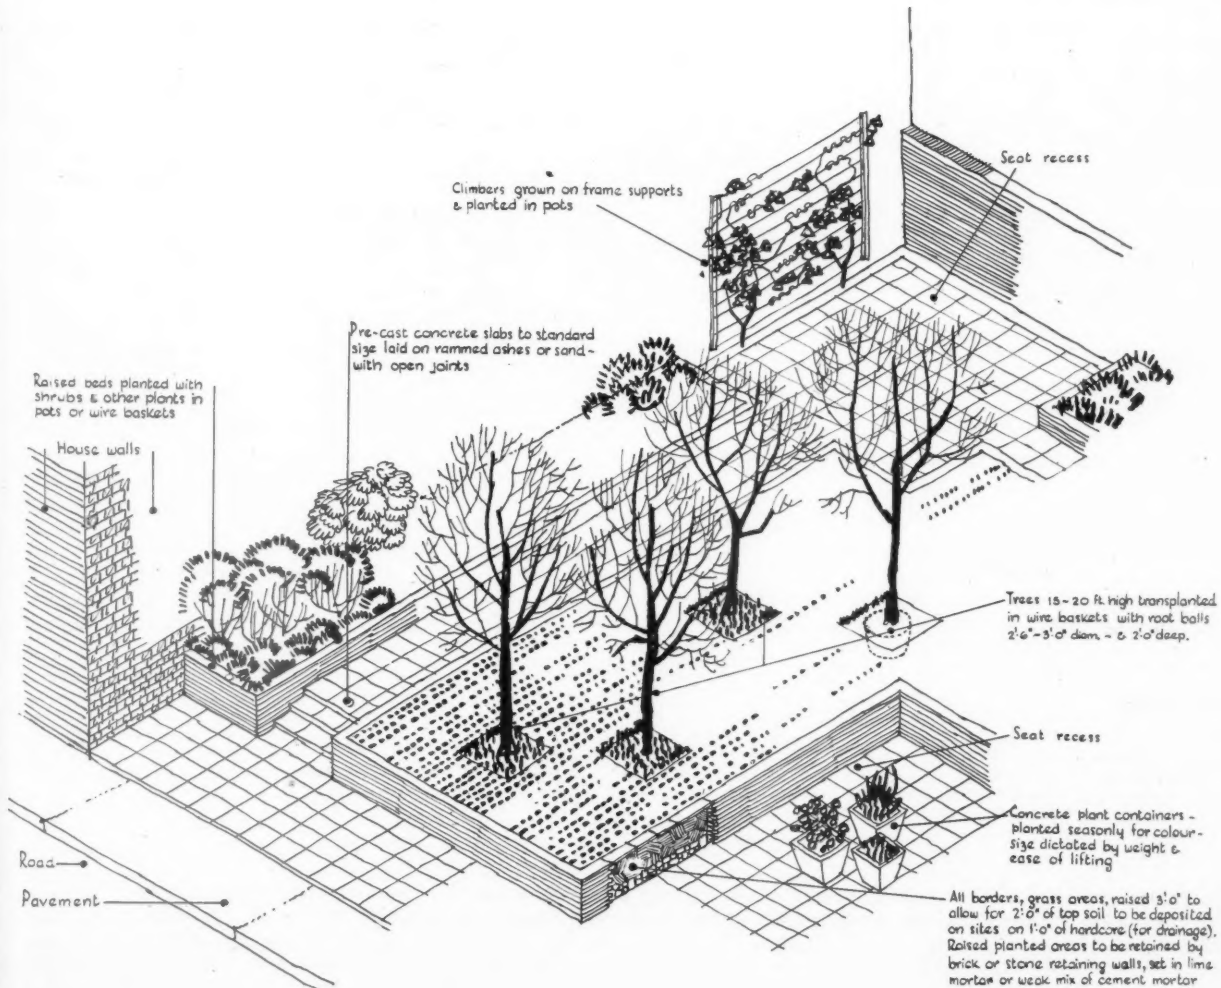 Seat recess
Climbers grown on frame supports
& planted in pots
Pre-cast concrete slabs to standard
size laid on rammed ashes or sand -
with open joints
Raised beds planted with
shrubs & other plants in
pots or wire baskets
House walls
Trees 15-20 ft. high transplanted
in wire baskets with root balls
2'-6"-3'-0" diam. - & 2'-0" deep.
Seat recess
Concrete plant containers -
planted seasonly for colour -
size dictated by weight &
ease of lifting
Road
Pavement
All borders, grass areas, raised 3'-0" to
allow for 2'-0" of top soil to be deposited
on sites on 1'-0" of hardcore (for drainage).
Raised planted areas to be retained by
brick or stone retaining walls, set in lime
mortar or weak mix of cement mortar